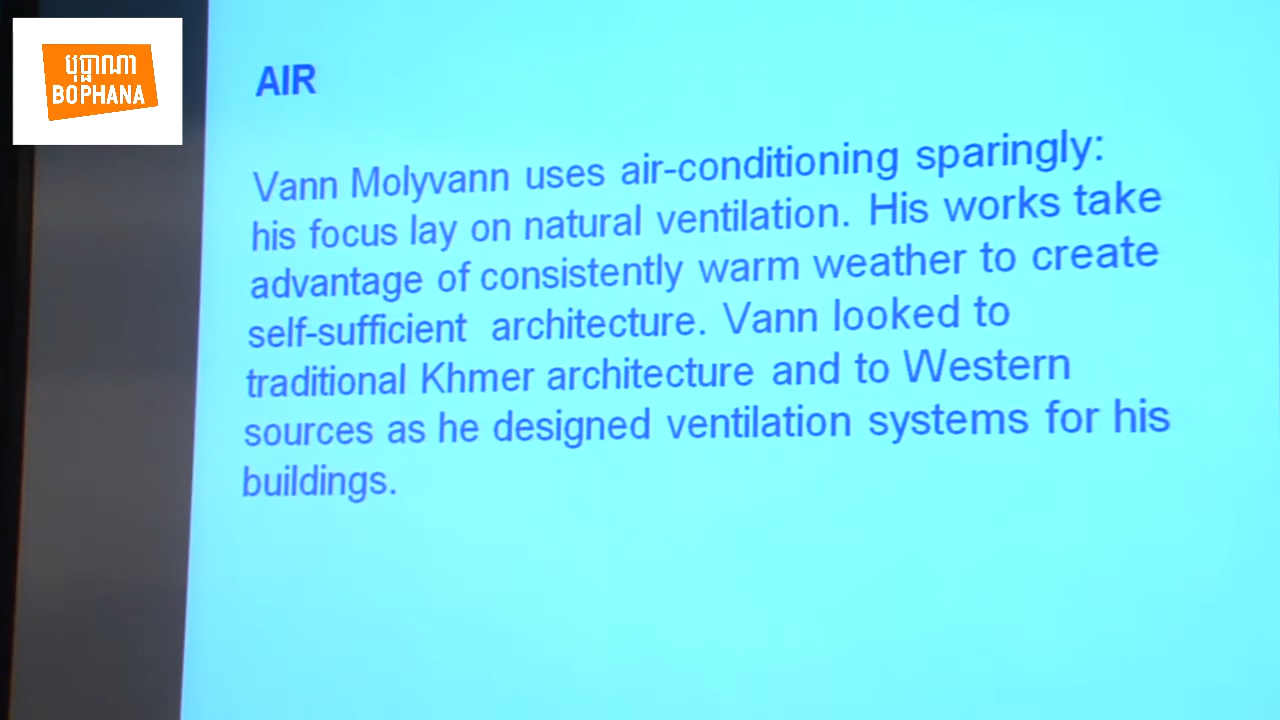 បុប្ផាណា
BOPHANA
AIR
Vann Molyvann uses air-conditioning sparingly:
his focus lay on natural ventilation. His works take
advantage of consistently warm weather to create
self-sufficient architecture. Vann looked to
traditional Khmer architecture and to Western
sources as he designed ventilation systems for his
buildings.